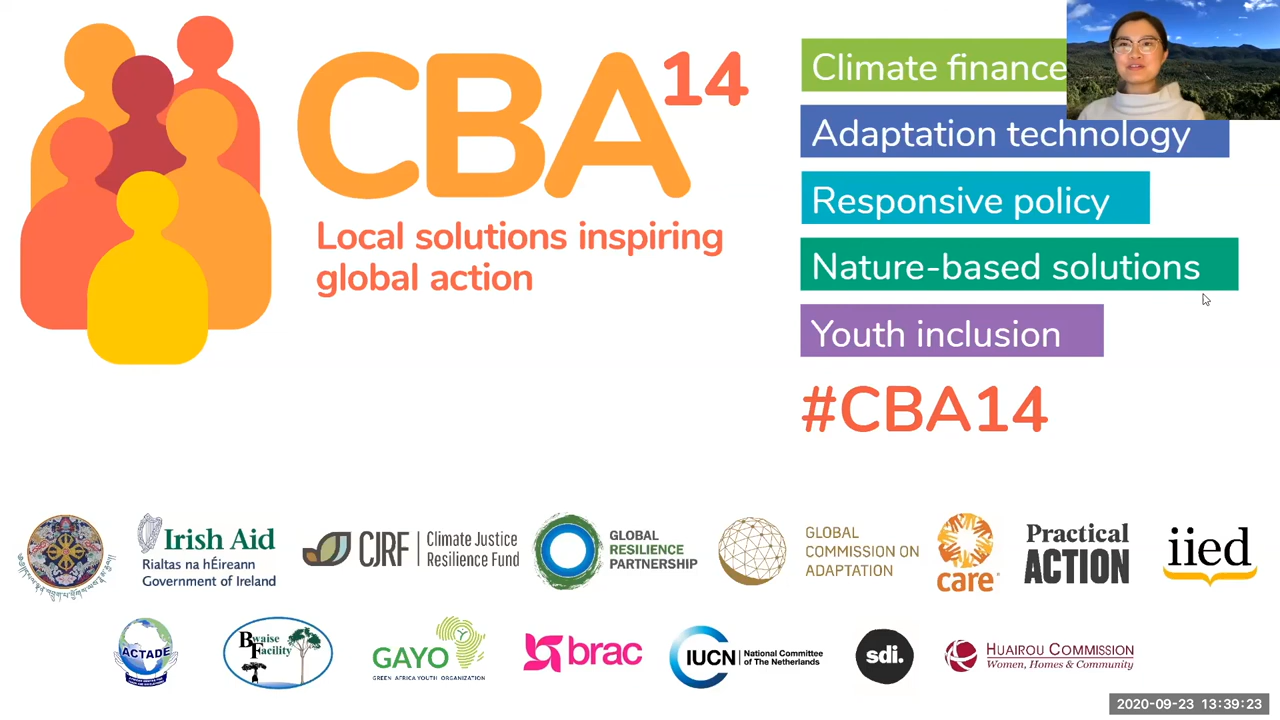 CBA14
Local solutions inspiring
global action
Climate finance
Adaptation technology
Responsive policy
Nature-based solutions
Youth inclusion
#CBA14
Irish Aid
Rialtas na hÉireann
Government of Ireland
CJRF
Climate Justice
Resilience Fund
GLOBAL
RESILIENCE
PARTNERSHIP
GLOBAL
COMMISSION ON
ADAPTATION
care
Practical
ACTION
iied
ACTADE
Bwaise
Facility
GAYO
GREEN AFRICA YOUTH ORGANIZATION
brac
IUCN
National Committee
of The Netherlands
sdi.
HUAIROU COMMISSION
Women, Homes & Community
2020-09-23 13:39:23